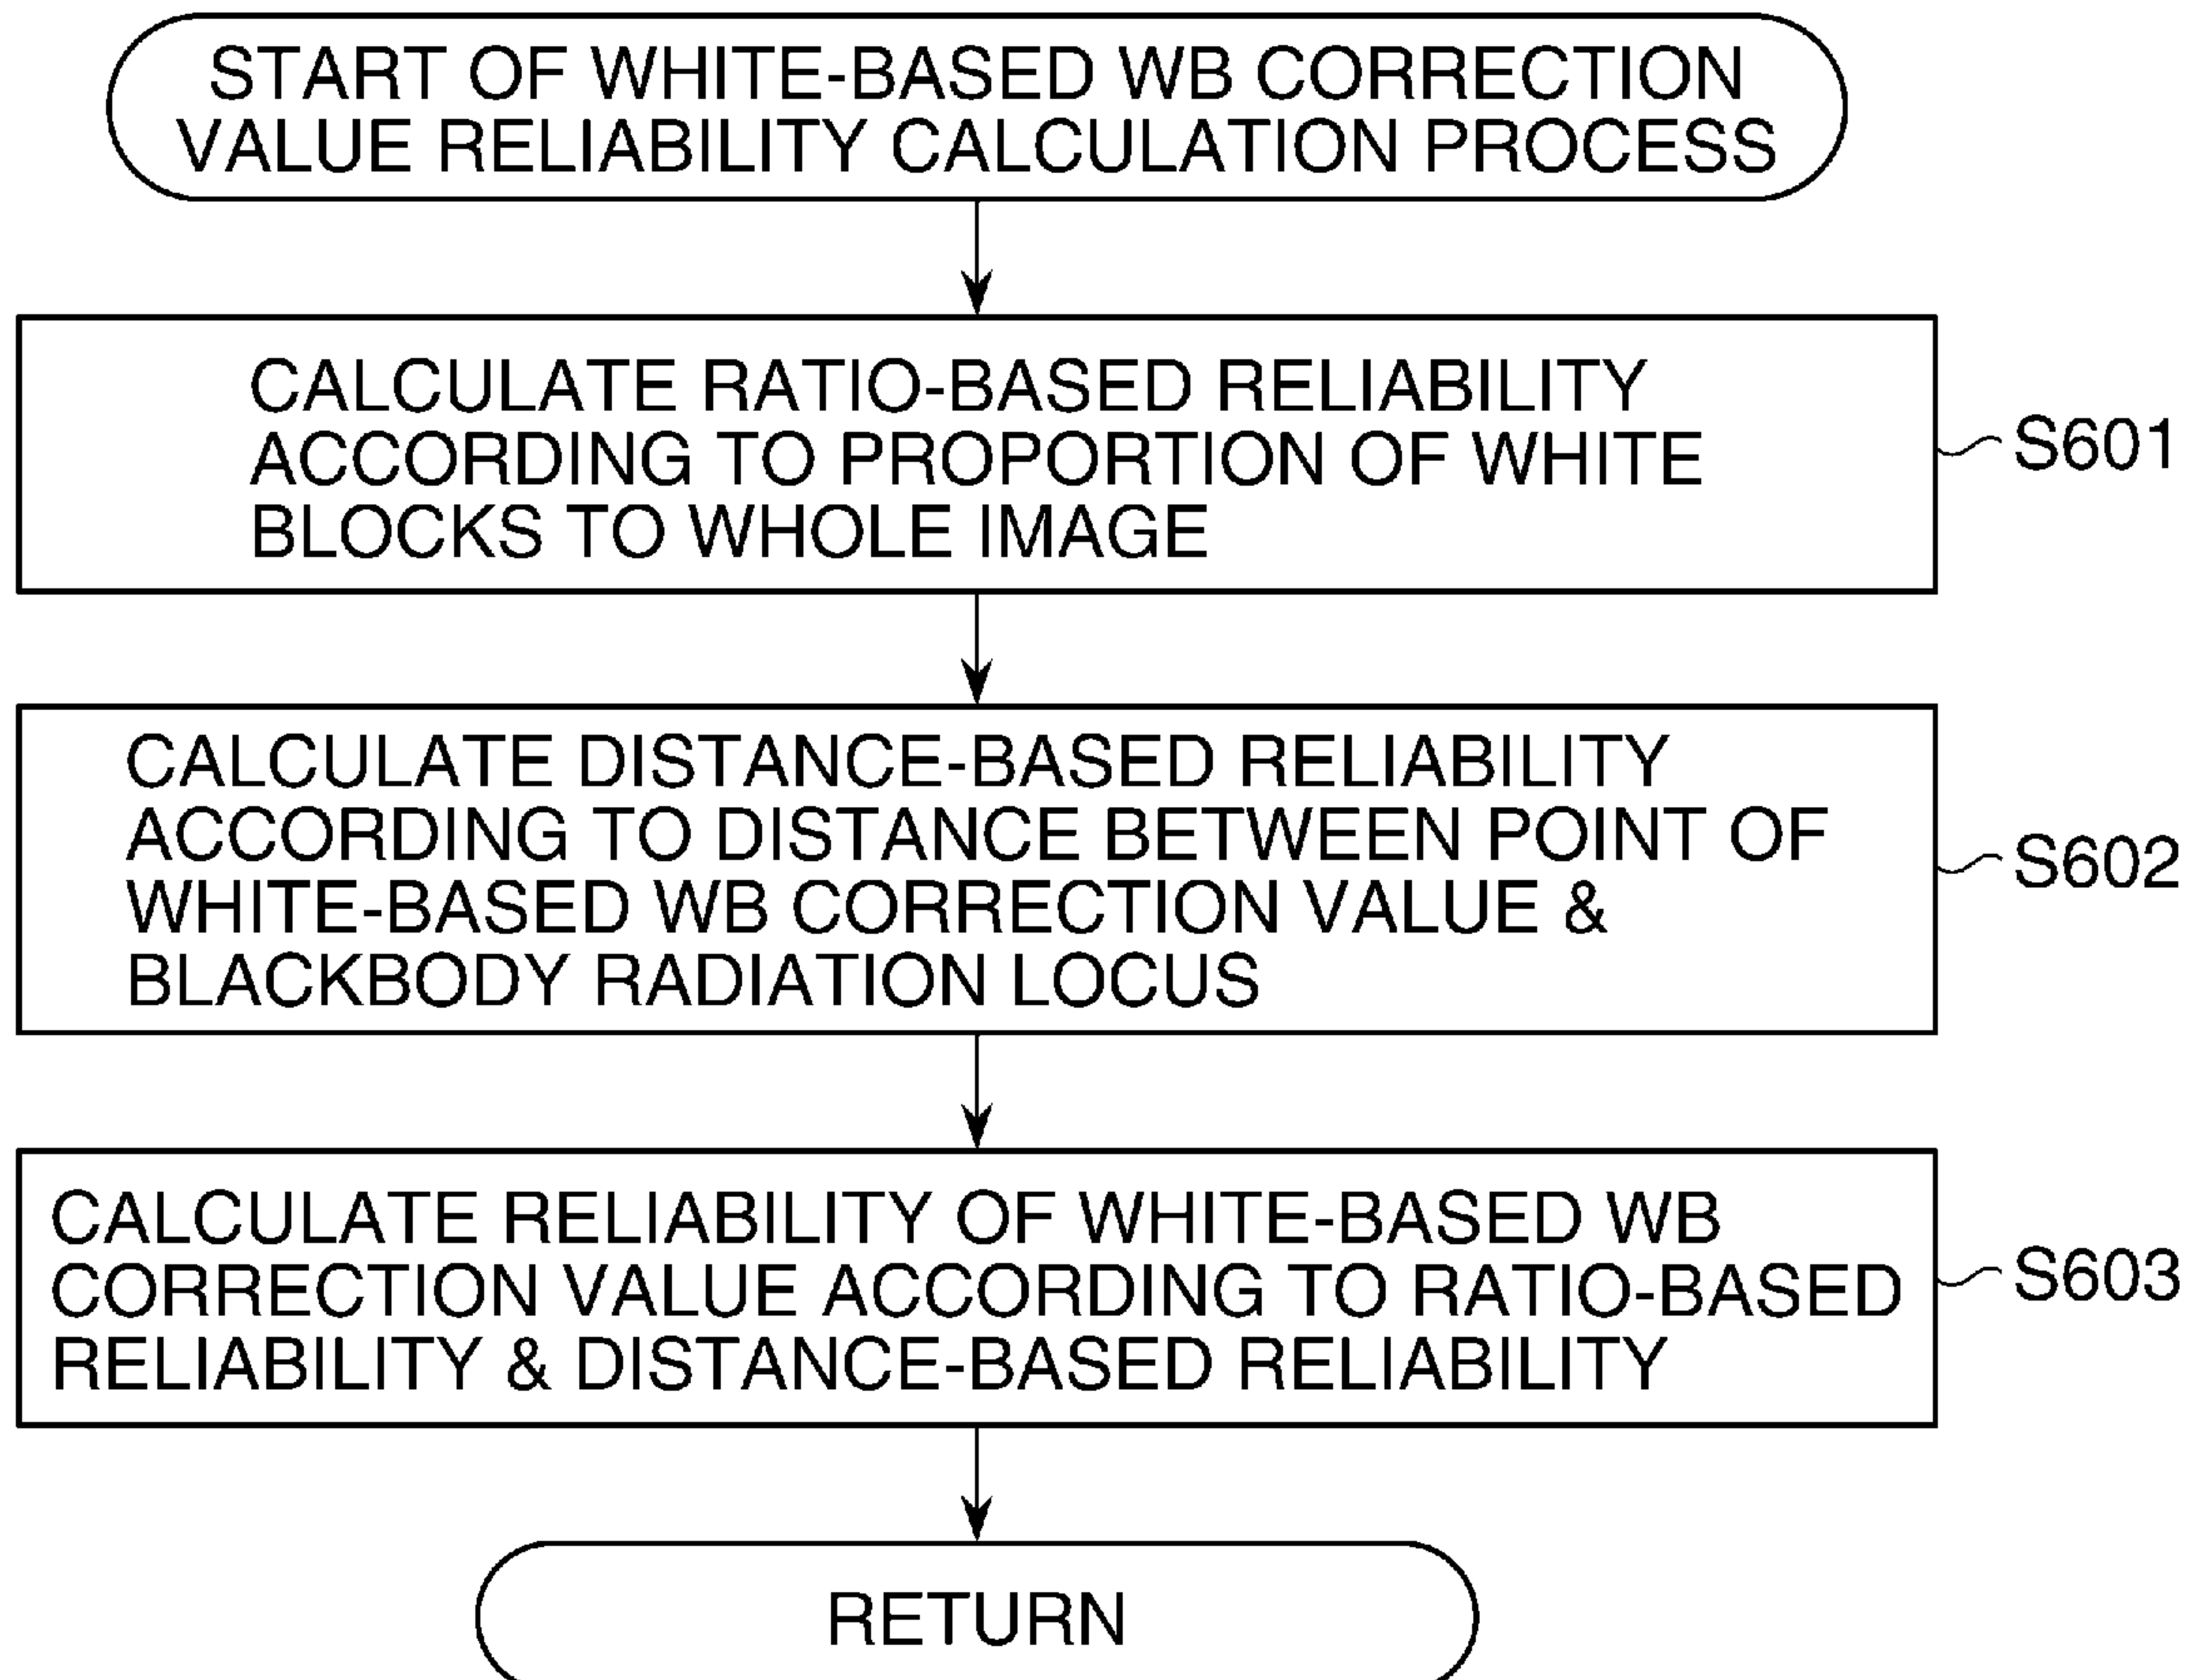 START OF WHITE-BASED WB CORRECTION
VALUE RELIABILITY CALCULATION PROCESS
CALCULATE RATIO-BASED RELIABILITY
ACCORDING TO PROPORTION OF WHITE
BLOCKS TO WHOLE IMAGE
S601
CALCULATE DISTANCE-BASED RELIABILITY
ACCORDING TO DISTANCE BETWEEN POINT OF
WHITE-BASED WB CORRECTION VALUE &
BLACKBODY RADIATION LOCUS
S602
CALCULATE RELIABILITY OF WHITE-BASED WB
CORRECTION VALUE ACCORDING TO RATIO-BASED
RELIABILITY & DISTANCE-BASED RELIABILITY
S603
RETURN